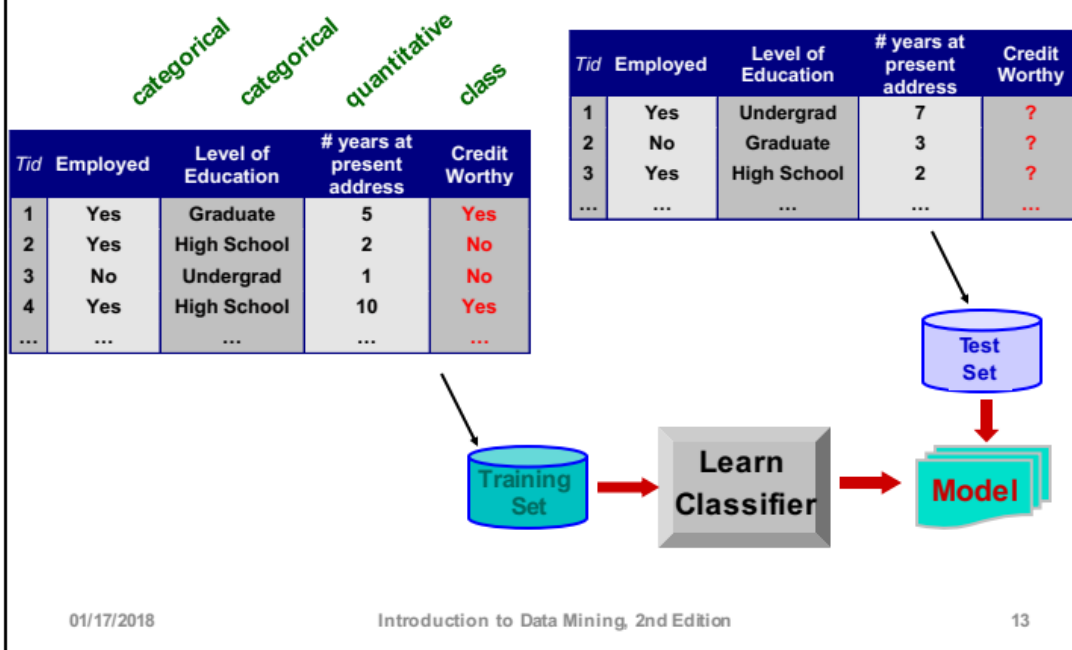 categorical categorical quantitative class
Tid Employed Level of Education # years at present address Credit Worthy
1 Yes Graduate 5 Yes
2 Yes High School 2 No
3 No Undergrad 1 No
4 Yes High School 10 Yes
... ... ... ... ...
Tid Employed Level of Education # years at present address Credit Worthy
1 Yes Undergrad 7 ?
2 No Graduate 3 ?
3 Yes High School 2 ?
... ... ... ... ...
Test
Set
Training
Set
Learn
Classifier
Model
01/17/2018 Introduction to Data Mining, 2nd Edition 13